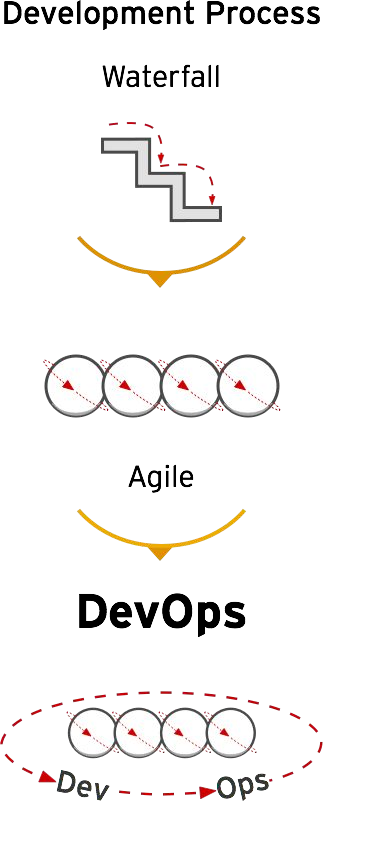 Development Process
Waterfall
Agile
DevOps
Dev
Ops